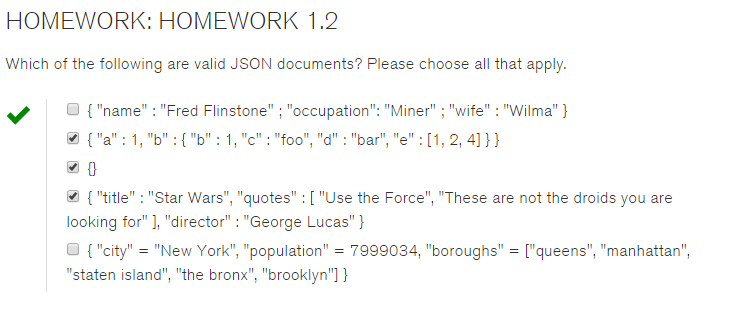 HOMEWORK: HOMEWORK 1.2
Which of the following are valid JSON documents? Please choose all that apply.
{ "name" : "Fred Flinstone" ; "occupation": "Miner" ; "wife" : "Wilma" }
{ "a" : 1, "b" : { "b" : 1, "c" : "foo", "d" : "bar", "e" : [1, 2, 4] } }
{}
{ "title" : "Star Wars", "quotes" : [ "Use the Force", "These are not the droids you are
looking for" ], "director" : "George Lucas" }
{ "city" = "New York", "population" = 7999034, "boroughs" = ["queens", "manhattan",
"staten island", "the bronx", "brooklyn"] }